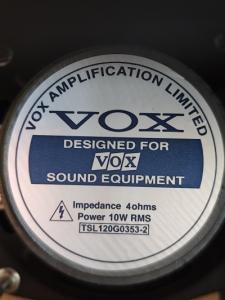 VOX AMPLIFICATION LIMITED
VOX
DESIGNED FOR
VOX
SOUND EQUIPMENT
Impedance 4ohms
Power 10W RMS
TSL120G0353-2